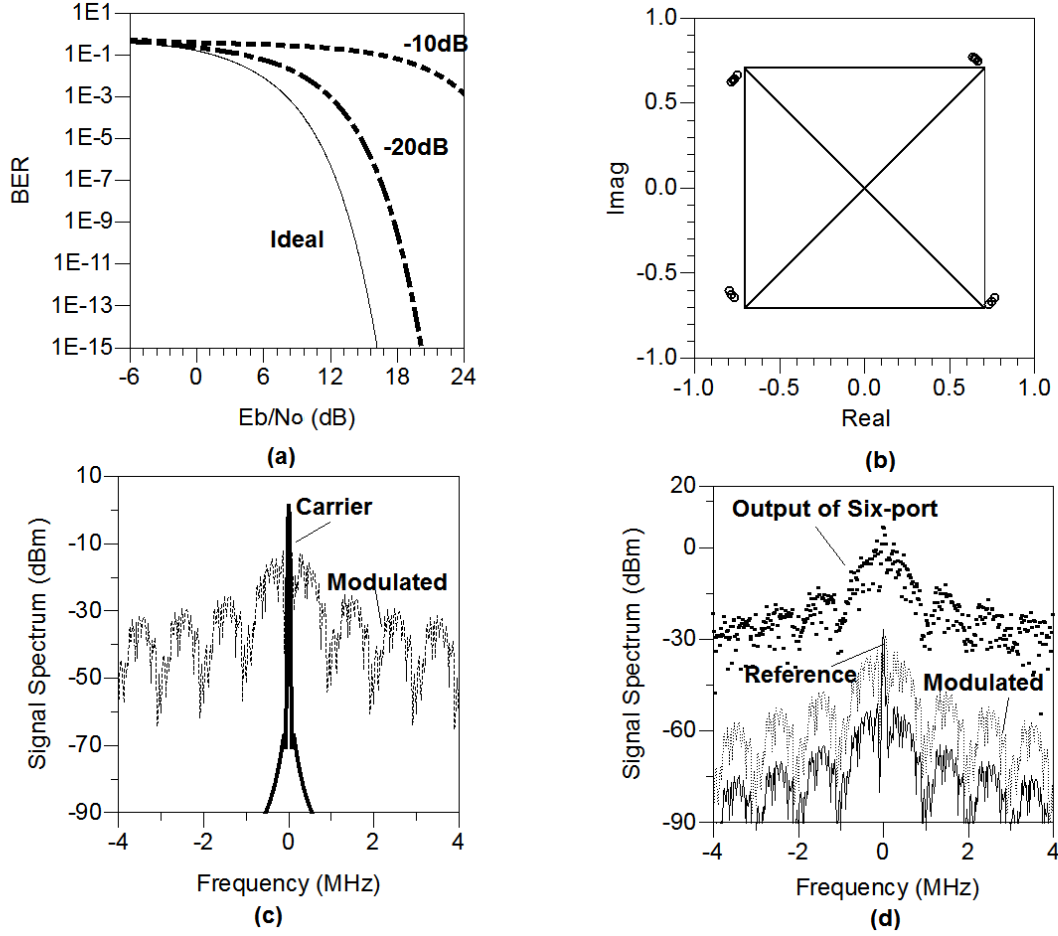 1E1
1E-1
1E-3
1E-5
1E-7
1E-9
1E-11
1E-13
1E-15
BER
-10dB
-20dB
Ideal
-6 0 6 12 18 24
Eb/No (dB)
(a)
1.0
0.5
0.0
-0.5
-1.0
Imag
-1.0 -0.5 0.0 0.5 1.0
Real
(b)
10
-10
-30
-50
-70
-90
Signal Spectrum (dBm)
Carrier
Modulated
-4 -2 0 2 4
Frequency (MHz)
(c)
20
0
-30
-60
-90
Signal Spectrum (dBm)
Output of Six-port
Reference
Modulated
-4 -2 0 2 4
Frequency (MHz)
(d)